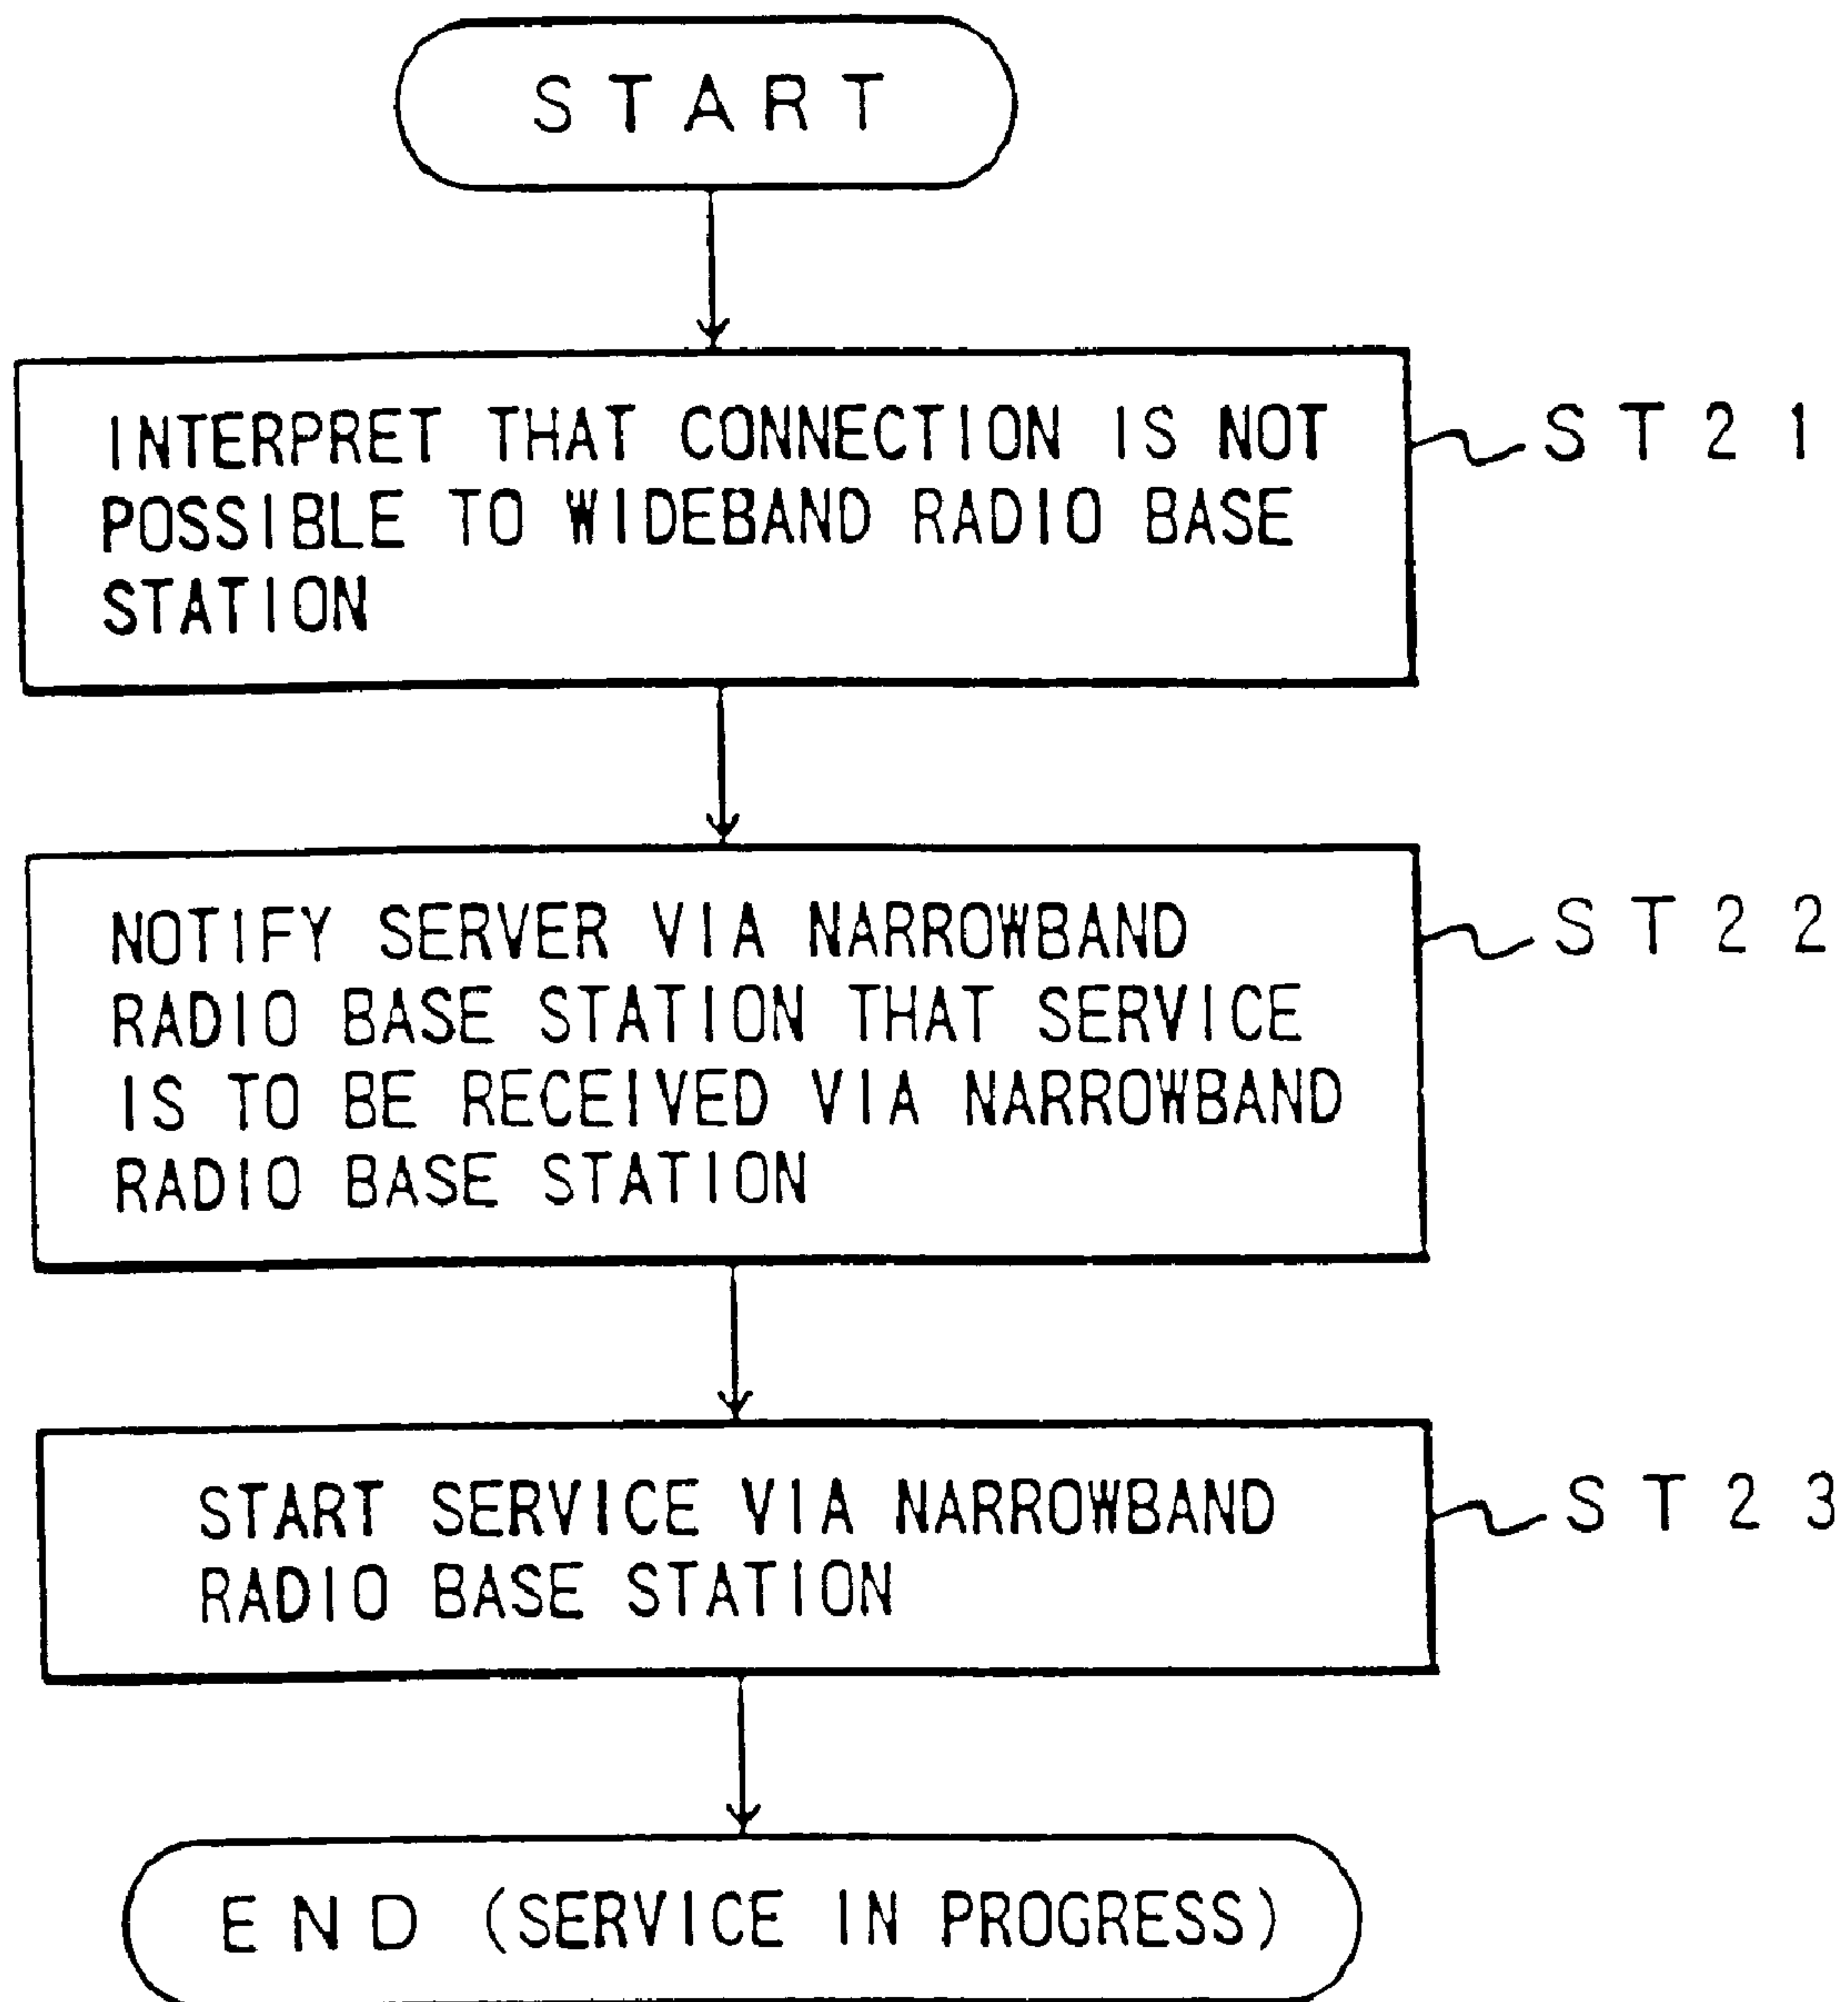 START
INTERPRET THAT CONNECTION IS NOT
POSSIBLE TO WIDEBAND RADIO BASE
STATION
ST21
NOTIFY SERVER VIA NARROWBAND
RADIO BASE STATION THAT SERVICE
IS TO BE RECEIVED VIA NARROWBAND
RADIO BASE STATION
ST22
START SERVICE VIA NARROWBAND
RADIO BASE STATION
ST23
END (SERVICE IN PROGRESS)